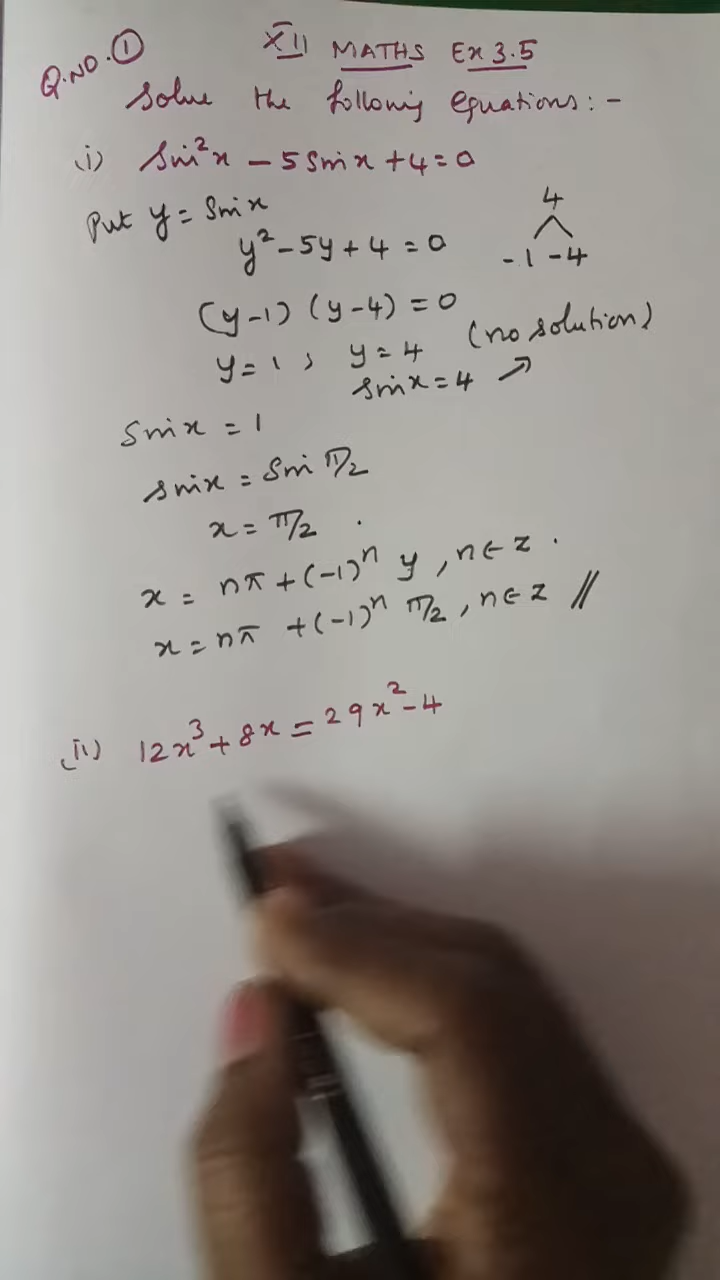 Q.NO. ① XII MATHS Ex 3.5
Solve the following equations: -
(i) Sin²x - 5 Sin x + 4 = 0
Put y = Sin x
y² - 5y + 4 = 0
4
-1 -4
(y-1) (y-4) = 0
y = 1 , y = 4 (no solution)
sin x = 4 ↗
Sin x = 1
sin x = Sin π/2
x = π/2 .
x = nπ + (-1)ⁿ y , n ∈ z .
x = nπ + (-1)ⁿ π/2 , n ∈ z //
(ii) 12x³ + 8x = 29x² - 4